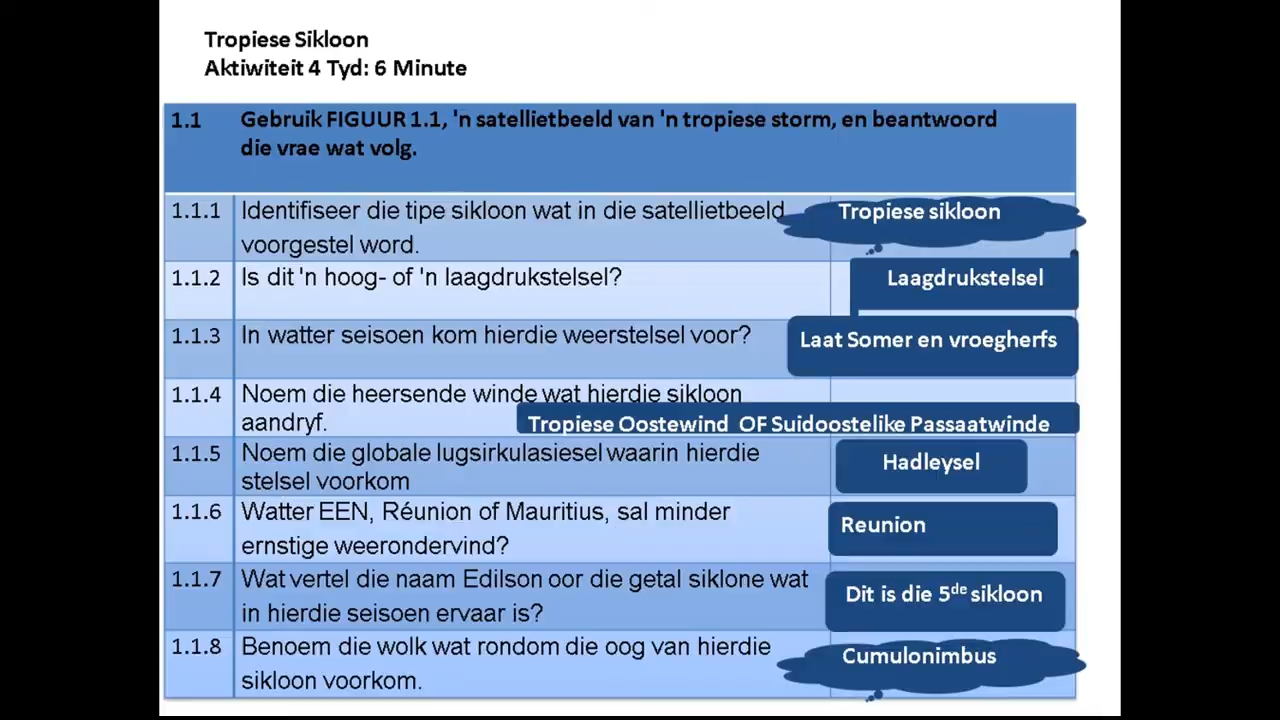 Tropiese Sikloon
Aktiwiteit 4 Tyd: 6 Minute
1.1 Gebruik FIGUUR 1.1, 'n satellietbeeld van 'n tropiese storm, en beantwoord
die vrae wat volg.
1.1.1 Identifiseer die tipe sikloon wat in die satellietbeeld Tropiese sikloon
voorgestel word.
1.1.2 Is dit 'n hoog- of 'n laagdrukstelsel? Laagdrukstelsel
1.1.3 In watter seisoen kom hierdie weerstelsel voor? Laat Somer en vroegherfs
1.1.4 Noem die heersende winde wat hierdie sikloon
aandryf. Tropiese Oostewind OF Suidoostelike Passaatwinde
1.1.5 Noem die globale lugsirkulasiesel waarin hierdie Hadleysel
stelsel voorkom
1.1.6 Watter EEN, Réunion of Mauritius, sal minder Reunion
ernstige weerondervind?
1.1.7 Wat vertel die naam Edilson oor die getal siklone wat Dit is die 5de sikloon
in hierdie seisoen ervaar is?
1.1.8 Benoem die wolk wat rondom die oog van hierdie Cumulonimbus
sikloon voorkom.